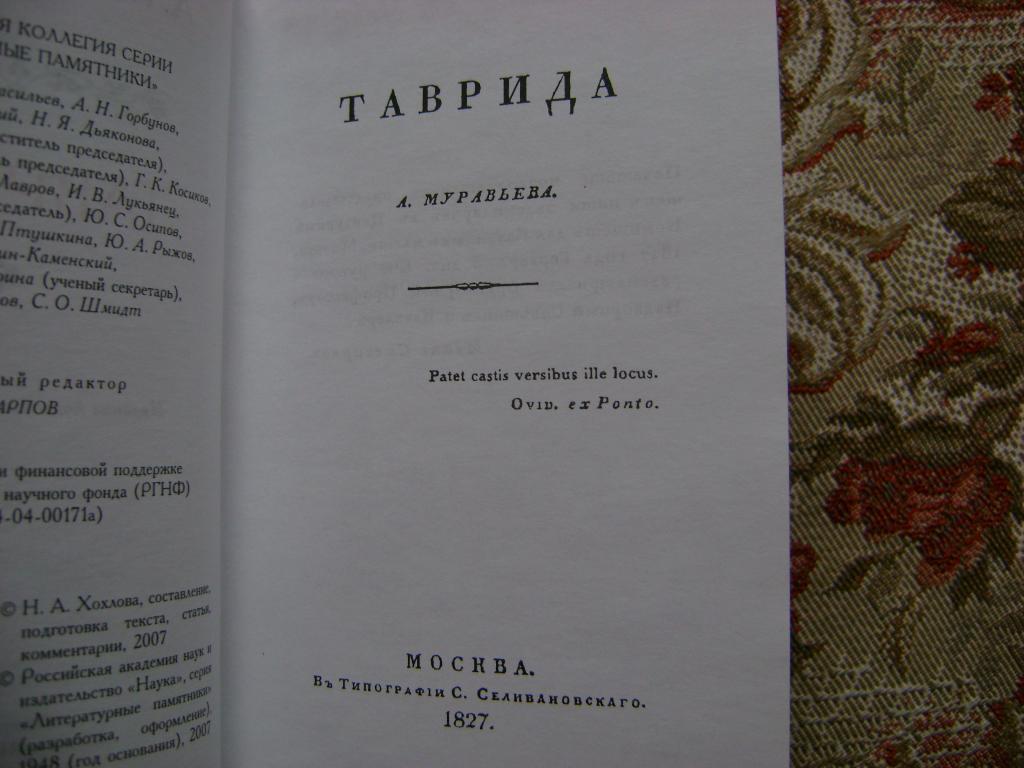 Я КОЛЛЕГИЯ СЕРИИ
НЫЕ ПАМЯТНИКИ»
асильев, А. Н. Горбунов,
ий, Н. Я. Дьяконова,
ститель председателя),
ь председателя), Г. К. Косиков,
Лавров, И. В. Лукьянец,
седатель), Ю. С. Осипов,
Птушкина, Ю. А. Рыжов,
ин-Каменский,
рина (ученый секретарь),
ов, С. О. Шмидт
ый редактор
АРПОВ
и финансовой поддержке
научного фонда (РГНФ)
4-04-00171а)
© Н. А. Хохлова, составление,
подготовка текста, статья,
комментарии, 2007
© Российская академия наук и
издательство «Наука», серия
«Литературные памятники»
(разработка, оформление),
1948 (год основания), 2007
ТАВРИДА
А. МУРАВЬЕВА.
Patet castis versibus ille locus.
Ovid. ex Ponto.
МОСКВА.
Въ Типографіи С. Селивановскаго.
1827.